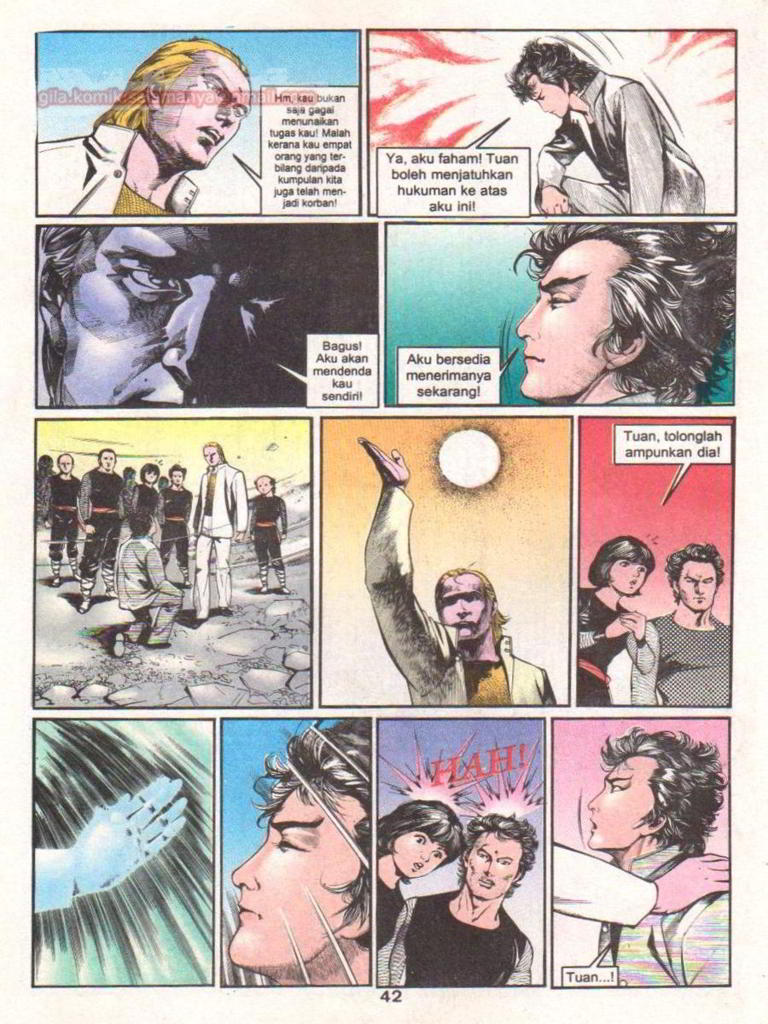 Hm, kau bukan
saja gagal
menunaikan
tugas kau! Malah
kerana kau empat
orang yang ter-
bilang daripada
kumpulan kita
juga telah men-
jadi korban!
Ya, aku faham! Tuan
boleh menjatuhkan
hukuman ke atas
aku ini!
Bagus!
Aku akan
mendenda
kau
sendiri!
Aku bersedia
menerimanya
sekarang!
Tuan, tolonglah
ampunkan dia!
HAH!
Tuan...!
42